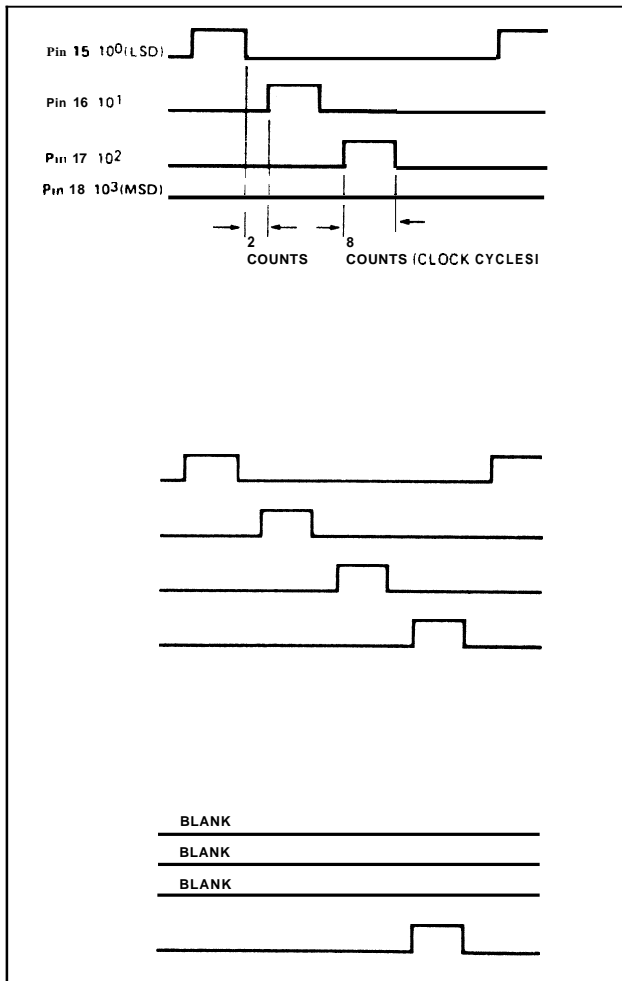 Pin 15 10⁰(LSD)
Pin 16 10¹
Pin 17 10²
Pin 18 10³(MSD)
2 8
COUNTS COUNTS (CLOCK CYCLES)
BLANK
BLANK
BLANK